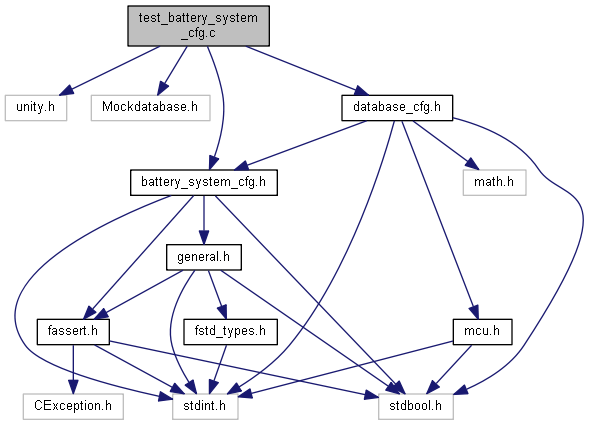 test_battery_system
_cfg.c
unity.h
Mockdatabase.h
database_cfg.h
battery_system_cfg.h
math.h
general.h
fassert.h
fstd_types.h
mcu.h
CException.h
stdint.h
stdbool.h